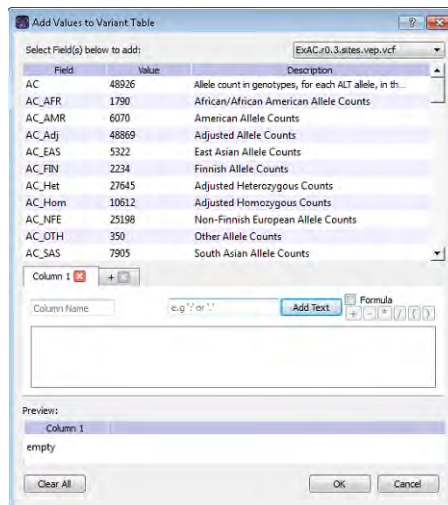 Add Values to Variant Table
Select Field(s) below to add: ExAC.r0.3.sites.vep.vcf
Field Value Description
AC 48926 Allele count in genotypes, for each ALT allele, in th...
AC_AFR 1790 African/African American Allele Counts
AC_AMR 6070 American Allele Counts
AC_Adj 48869 Adjusted Allele Counts
AC_EAS 5322 East Asian Allele Counts
AC_FIN 2234 Finnish Allele Counts
AC_Het 27645 Adjusted Heterozygous Counts
AC_Hom 10612 Adjusted Homozygous Counts
AC_NFE 25198 Non-Finnish European Allele Counts
AC_OTH 350 Other Allele Counts
AC_SAS 7905 South Asian Allele Counts
Column 1 +
Column Name e.g '/' or '.' Add Text Formula
+ - * / ( )
Preview:
Column 1
empty
Clear All OK Cancel